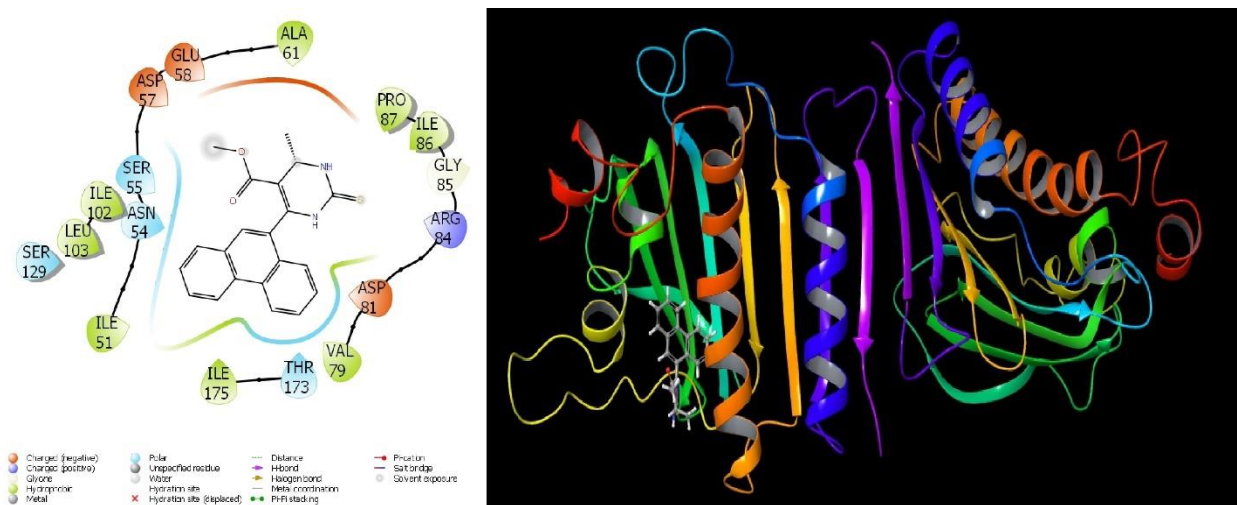 ALA
61
GLU
58
ASP
57
PRO
87
ILE
86
GLY
85
SER
55
ILE
102
ASN
54
LEU
103
ARG
84
SER
129
ASP
81
ILE
51
VAL
79
ILE
175
THR
173
O
O
NH
N
H
Charged (negative)
Charged (positive)
Glycine
Hydrophobic
Metal
Polar
Unspecified residue
Water
Hydration site
Hydration site (displaced)
Distance
H-bond
Halogen bond
Metal coordination
Pi-Pi stacking
Pi-cation
Salt bridge
Solvent exposure